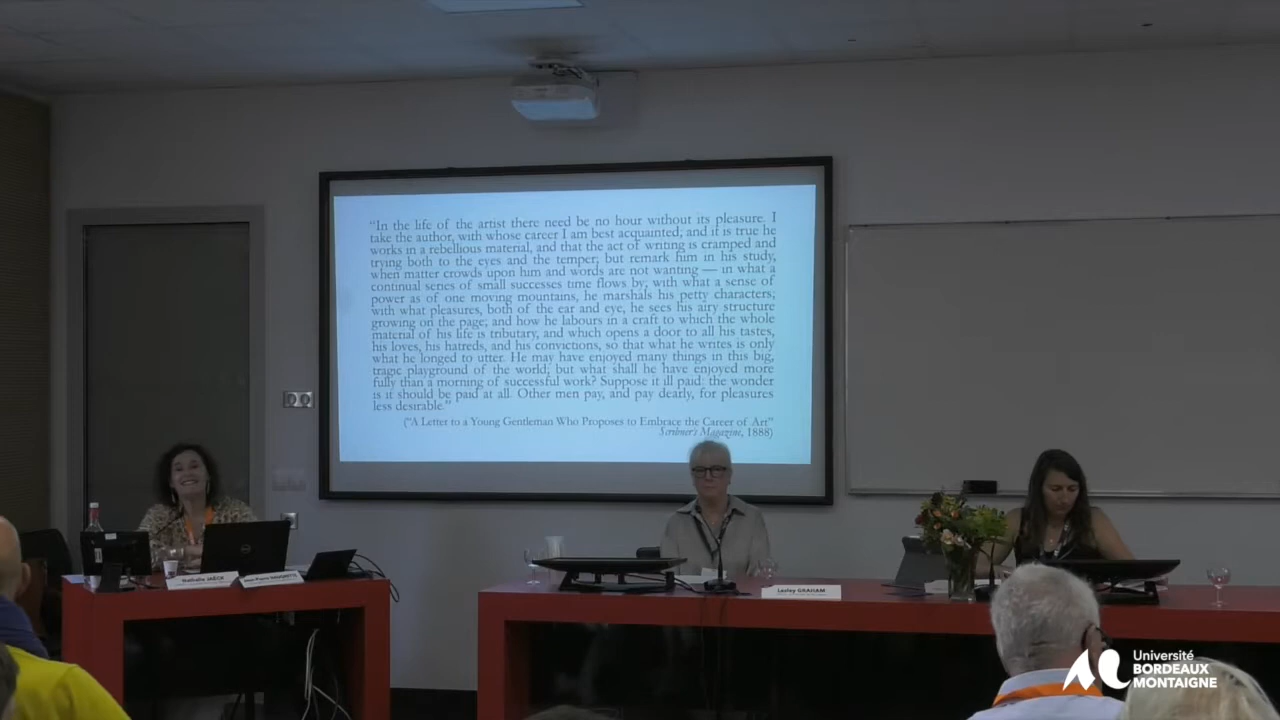 “In the life of the artist there need be no hour without its pleasure. I
take the author, with whose career I am best acquainted; and it is true he
works in a rebellious material, and that the act of writing is cramped and
trying both to the eyes and the temper; but remark him in his study,
when matter crowds upon him and words are not wanting — in what a
continual series of small successes time flows by; with what a sense of
power as of one moving mountains, he marshals his petty characters;
with what pleasures, both of the ear and eye, he sees his airy structure
growing on the page; and how he labours in a craft to which the whole
material of his life is tributary, and which opens a door to all his tastes,
his loves, his hatreds, and his convictions, so that what he writes is only
what he longed to utter. He may have enjoyed many things in this big,
tragic playground of the world; but what shall he have enjoyed more
fully than a morning of successful work? Suppose it ill paid: the wonder
is it should be paid at all. Other men pay, and pay dearly, for pleasures
less desirable.”
(“A Letter to a Young Gentleman Who Proposes to Embrace the Career of Art”
Scribner's Magazine, 1888)
Nathalie JAËCK
Lesley GRAHAM
DELL
Université
BORDEAUX
MONTAIGNE